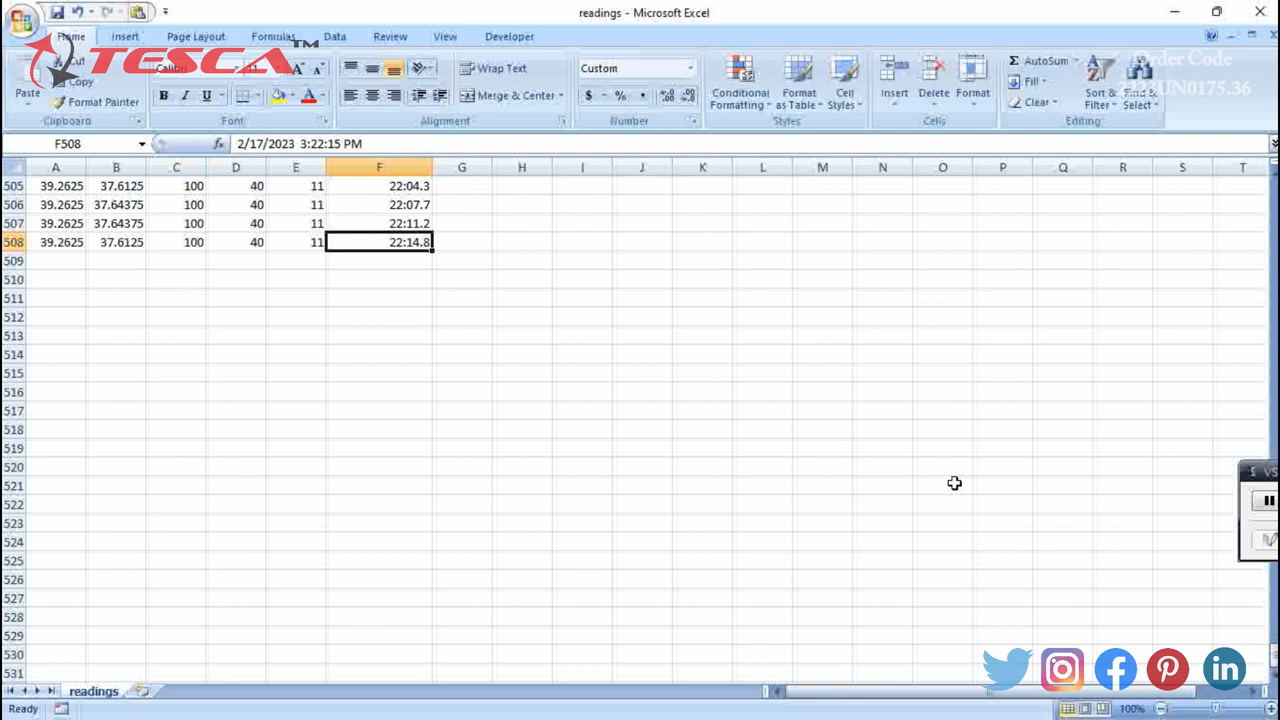 readings - Microsoft Excel
Home Insert Page Layout Formulas Data Review View Developer
TESCA™
Order Code
Cut
Copy
Format Painter
Paste
Clipboard
Calibri 11 A A
B I U A
Font
Wrap Text
Merge & Center
Alignment
Custom
$ % ,
Number
Conditional Formatting
Format as Table
Cell Styles
Styles
Insert Delete Format
Cells
Σ AutoSum
Fill
Clear
Sort & Filter
Find & Select
Editing
F508 fx 2/17/2023 3:22:15 PM
A B C D E F G H I J K L M N O P Q R S T
505 39.2625 37.6125 100 40 11 22:04.3
506 39.2625 37.64375 100 40 11 22:07.7
507 39.2625 37.64375 100 40 11 22:11.2
508 39.2625 37.6125 100 40 11 22:14.8
509
510
511
512
513
514
515
516
517
518
519
520
521
522
523
524
525
526
527
528
529
530
531
readings
Ready 100%